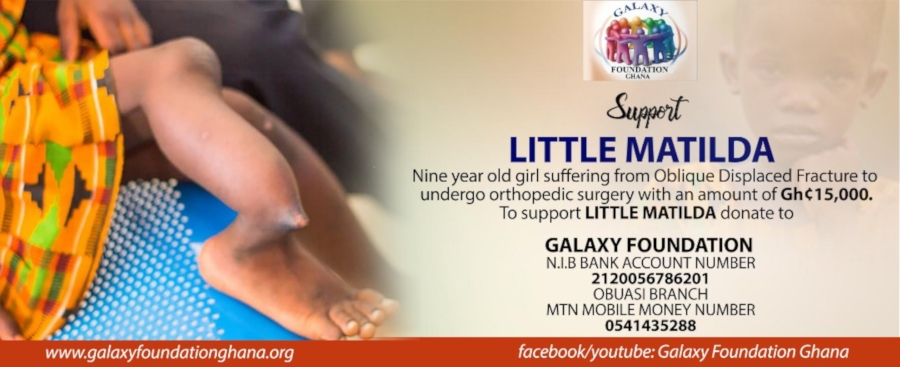 GALAXY
FOUNDATION
GHANA
Support
LITTLE MATILDA
Nine year old girl suffering from Oblique Displaced Fracture to
undergo orthopedic surgery with an amount of Gh¢15,000.
To support LITTLE MATILDA donate to
GALAXY FOUNDATION
N.I.B BANK ACCOUNT NUMBER
2120056786201
OBUASI BRANCH
MTN MOBILE MONEY NUMBER
0541435288
www.galaxyfoundationghana.org
facebook/youtube: Galaxy Foundation Ghana